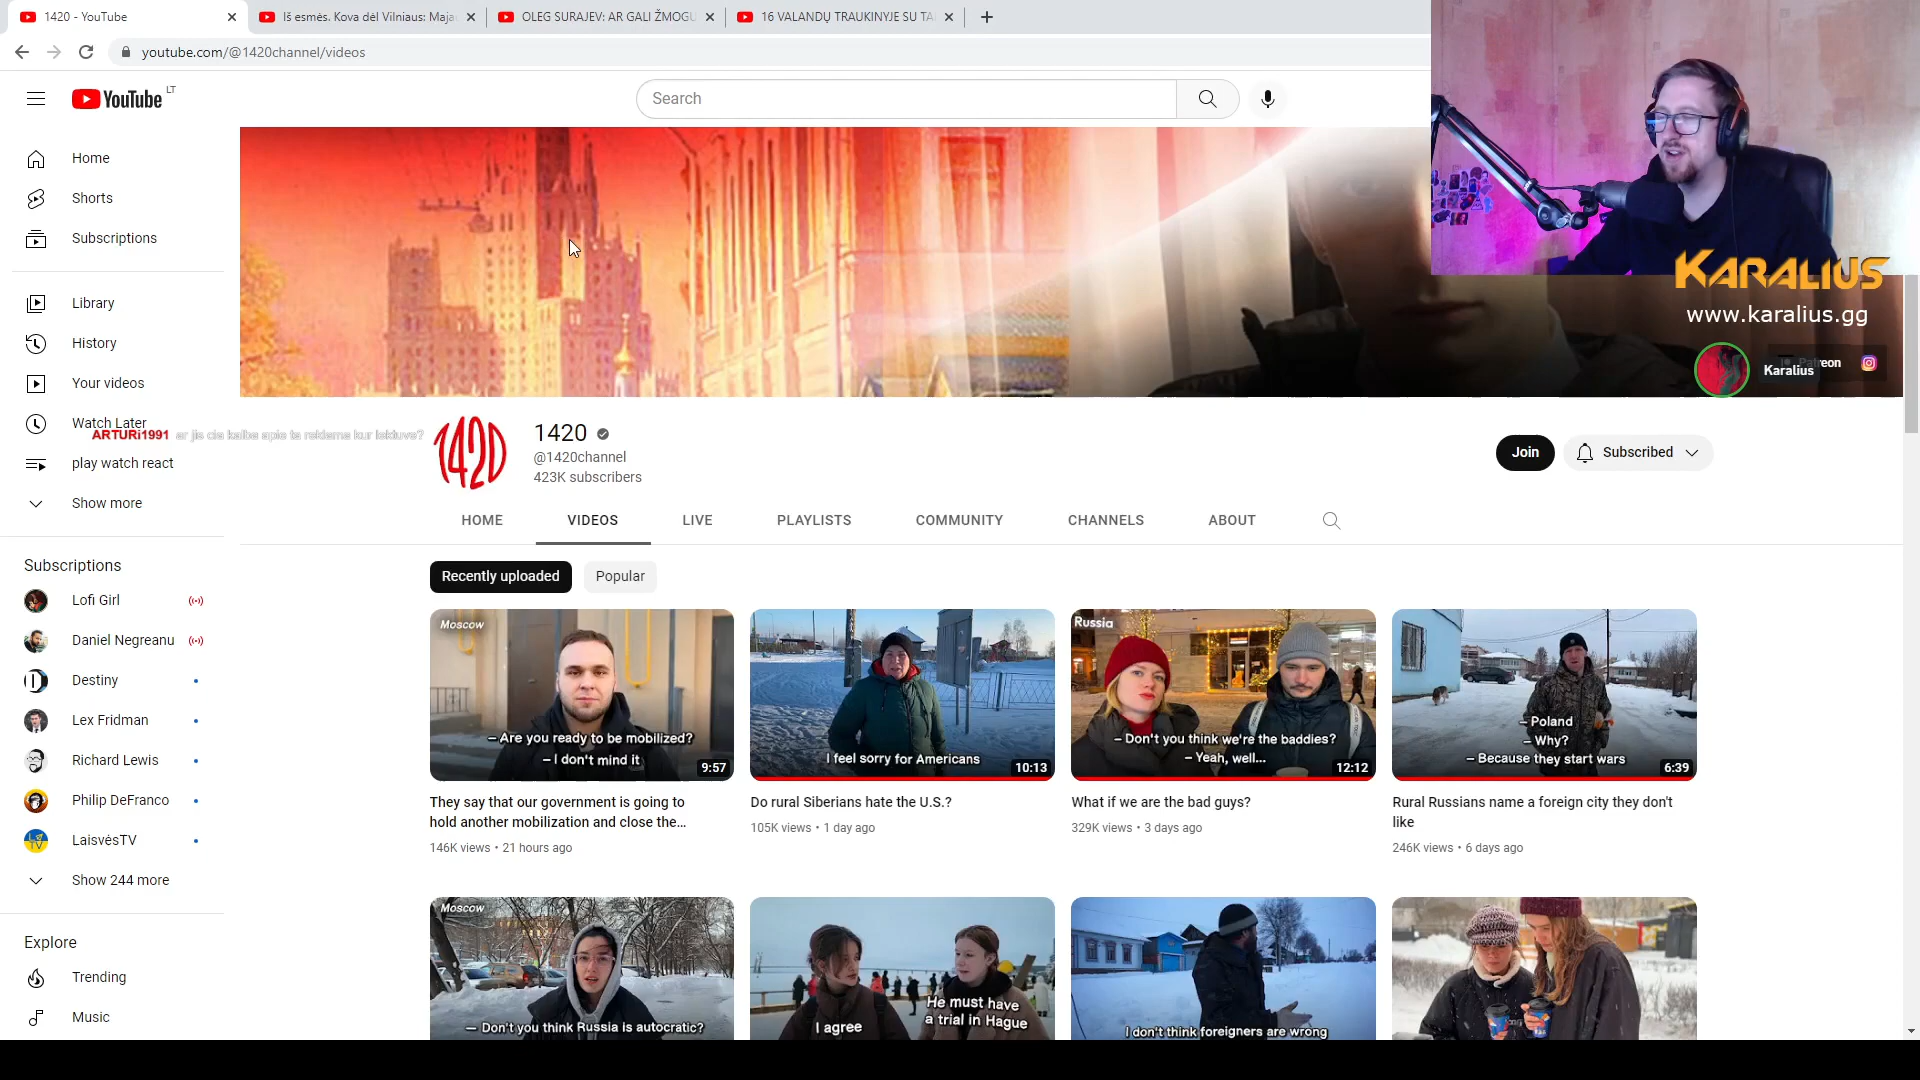 1420 - YouTube
Iš esmės. Kova dėl Vilniaus: Maja
OLEG SURAJEV: AR GALI ŽMOGU
16 VALANDŲ TRAUKINYJE SU TA
youtube.com/@1420channel/videos
YouTube LT
Search
Home
Shorts
Subscriptions
Library
History
Your videos
Watch Later
play watch react
Show more
Subscriptions
Lofi Girl
Daniel Negreanu
Destiny
Lex Fridman
Richard Lewis
Philip DeFranco
LaisvėsTV
Show 244 more
Explore
Trending
Music
ARTURi1991 ar jis cia kalba apie ta reklama kur lektuve?
KARALIUS
www.karalius.gg
Karalius
1420
1420
@1420channel
423K subscribers
Join
Subscribed
HOME
VIDEOS
LIVE
PLAYLISTS
COMMUNITY
CHANNELS
ABOUT
Recently uploaded
Popular
Moscow
– Are you ready to be mobilized?
– I don't mind it
9:57
They say that our government is going to
hold another mobilization and close the...
146K views • 21 hours ago
I feel sorry for Americans
10:13
Do rural Siberians hate the U.S.?
105K views • 1 day ago
Russia
– Don't you think we're the baddies?
– Yeah, well...
12:12
What if we are the bad guys?
329K views • 3 days ago
– Poland
– Why?
– Because they start wars
6:39
Rural Russians name a foreign city they don't
like
246K views • 6 days ago
Moscow
– Don't you think Russia is autocratic?
I agree
He must have
a trial in Hague
I don't think foreigners are wrong